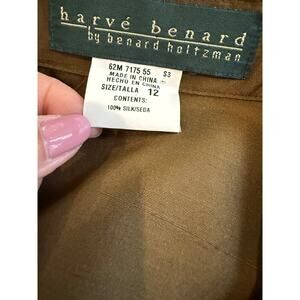 harvé benard
by benard holtzman
62M 7175 55 S3
MADE IN CHINA
HECHO EN CHINA
SIZE/TALLA 12
CONTENTS:
100% SILK/SEDA